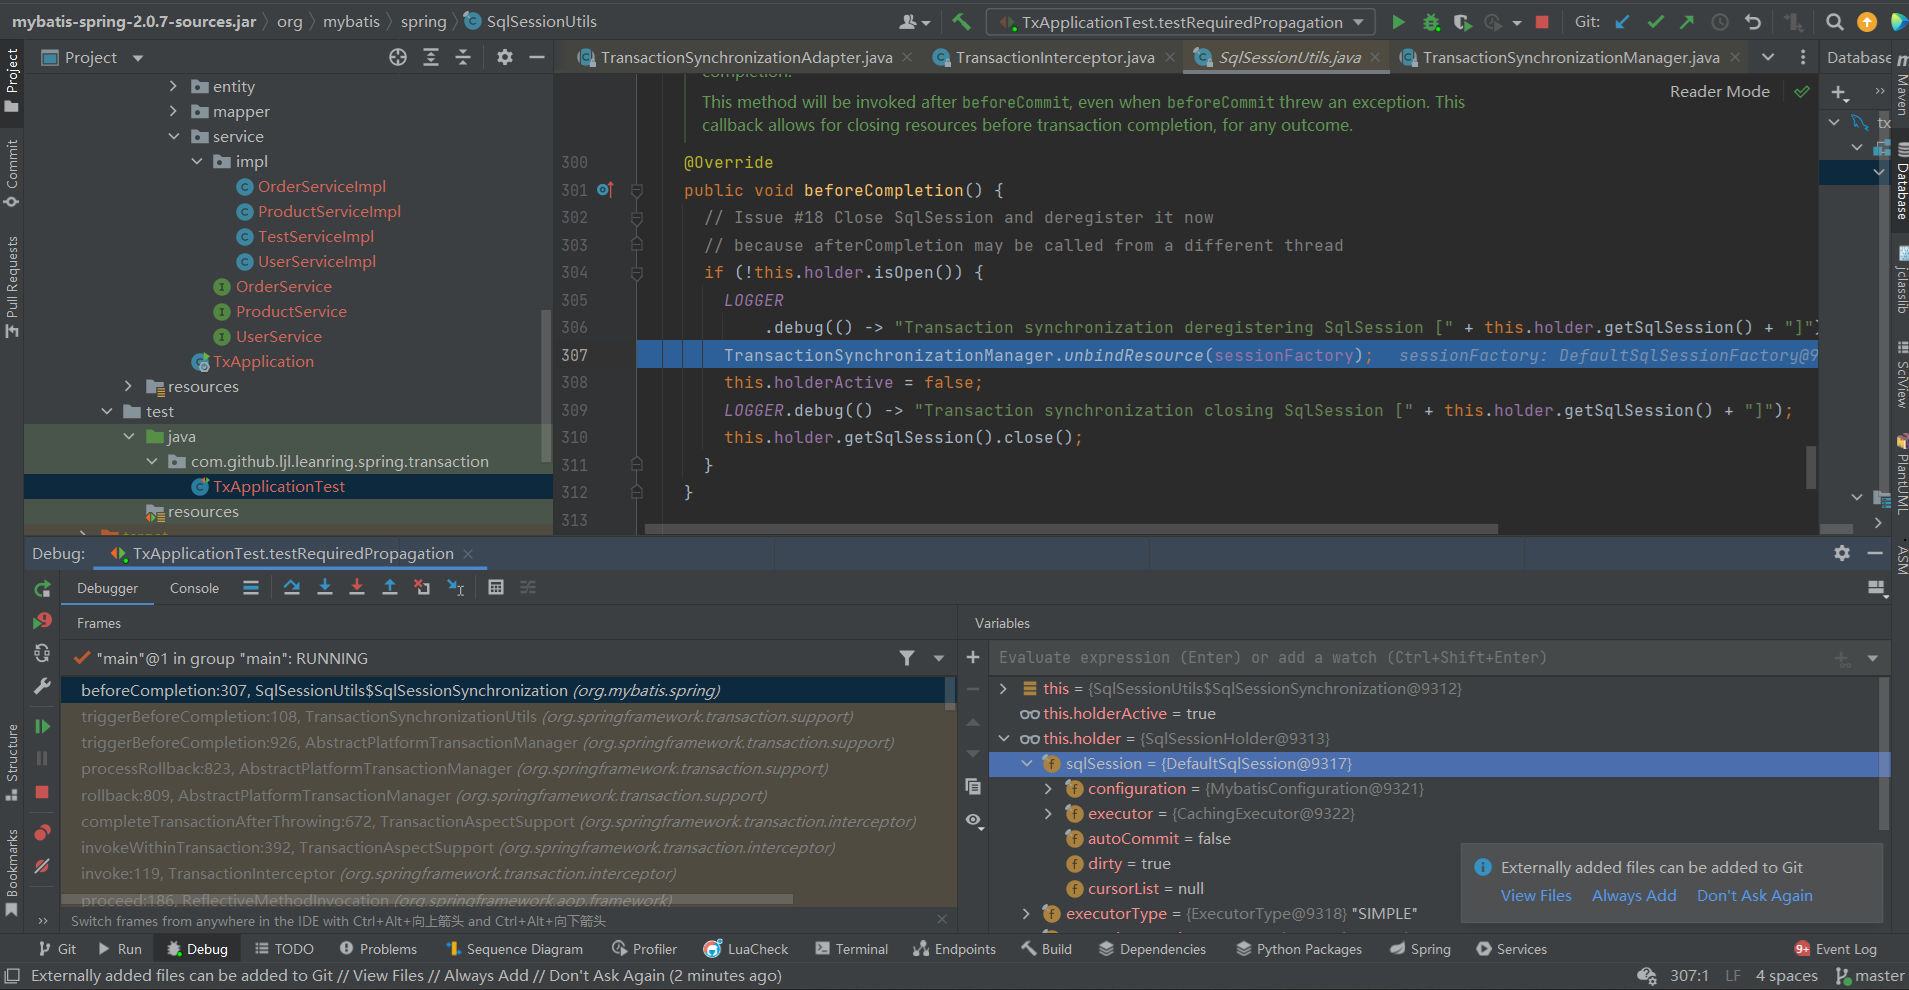 mybatis-spring-2.0.7-sources.jar > org > mybatis > spring > SqlSessionUtils
TxApplicationTest.testRequiredPropagation
Git:
Project
TransactionSynchronizationAdapter.java
TransactionInterceptor.java
SqlSessionUtils.java
TransactionSynchronizationManager.java
Database
Project
Commit
Pull Requests
Structure
Bookmarks
entity
mapper
service
impl
OrderServiceImpl
ProductServiceImpl
TestServiceImpl
UserServiceImpl
OrderService
ProductService
UserService
TxApplication
resources
test
java
com.github.ljl.leanring.spring.transaction
TxApplicationTest
resources
target
completion.
This method will be invoked after beforeCommit, even when beforeCommit threw an exception. This
callback allows for closing resources before transaction completion, for any outcome.
Reader Mode
300 @Override
301 public void beforeCompletion() {
302 // Issue #18 Close SqlSession and deregister it now
303 // because afterCompletion may be called from a different thread
304 if (!this.holder.isOpen()) {
305 LOGGER
306 .debug(() -> "Transaction synchronization deregistering SqlSession [" + this.holder.getSqlSession() + "]")
307 TransactionSynchronizationManager.unbindResource(sessionFactory); sessionFactory: DefaultSqlSessionFactory@9
308 this.holderActive = false;
309 LOGGER.debug(() -> "Transaction synchronization closing SqlSession [" + this.holder.getSqlSession() + "]");
310 this.holder.getSqlSession().close();
311 }
312 }
313
tx
Maven
Database
jclasslib
SciView
PlantUML
ASM
Debug: TxApplicationTest.testRequiredPropagation
Debugger
Console
Frames
"main"@1 in group "main": RUNNING
beforeCompletion:307, SqlSessionUtils$SqlSessionSynchronization (org.mybatis.spring)
triggerBeforeCompletion:108, TransactionSynchronizationUtils (org.springframework.transaction.support)
triggerBeforeCompletion:926, AbstractPlatformTransactionManager (org.springframework.transaction.support)
processRollback:823, AbstractPlatformTransactionManager (org.springframework.transaction.support)
rollback:809, AbstractPlatformTransactionManager (org.springframework.transaction.support)
completeTransactionAfterThrowing:672, TransactionAspectSupport (org.springframework.transaction.interceptor)
invokeWithinTransaction:392, TransactionAspectSupport (org.springframework.transaction.interceptor)
invoke:119, TransactionInterceptor (org.springframework.transaction.interceptor)
proceed:186, ReflectiveMethodInvocation (org.springframework.aop.framework)
Switch frames from anywhere in the IDE with Ctrl+Alt+向上箭头 and Ctrl+Alt+向下箭头
Variables
Evaluate expression (Enter) or add a watch (Ctrl+Shift+Enter)
this = {SqlSessionUtils$SqlSessionSynchronization@9312}
this.holderActive = true
this.holder = {SqlSessionHolder@9313}
sqlSession = {DefaultSqlSession@9317}
configuration = {MybatisConfiguration@9321}
executor = {CachingExecutor@9322}
autoCommit = false
dirty = true
cursorList = null
executorType = {ExecutorType@9318} "SIMPLE"
Externally added files can be added to Git
View Files Always Add Don't Ask Again
Git
Run
Debug
TODO
Problems
Sequence Diagram
Profiler
LuaCheck
Terminal
Endpoints
Build
Dependencies
Python Packages
Spring
Services
9+ Event Log
Externally added files can be added to Git // View Files // Always Add // Don't Ask Again (2 minutes ago)
307:1 LF 4 spaces master